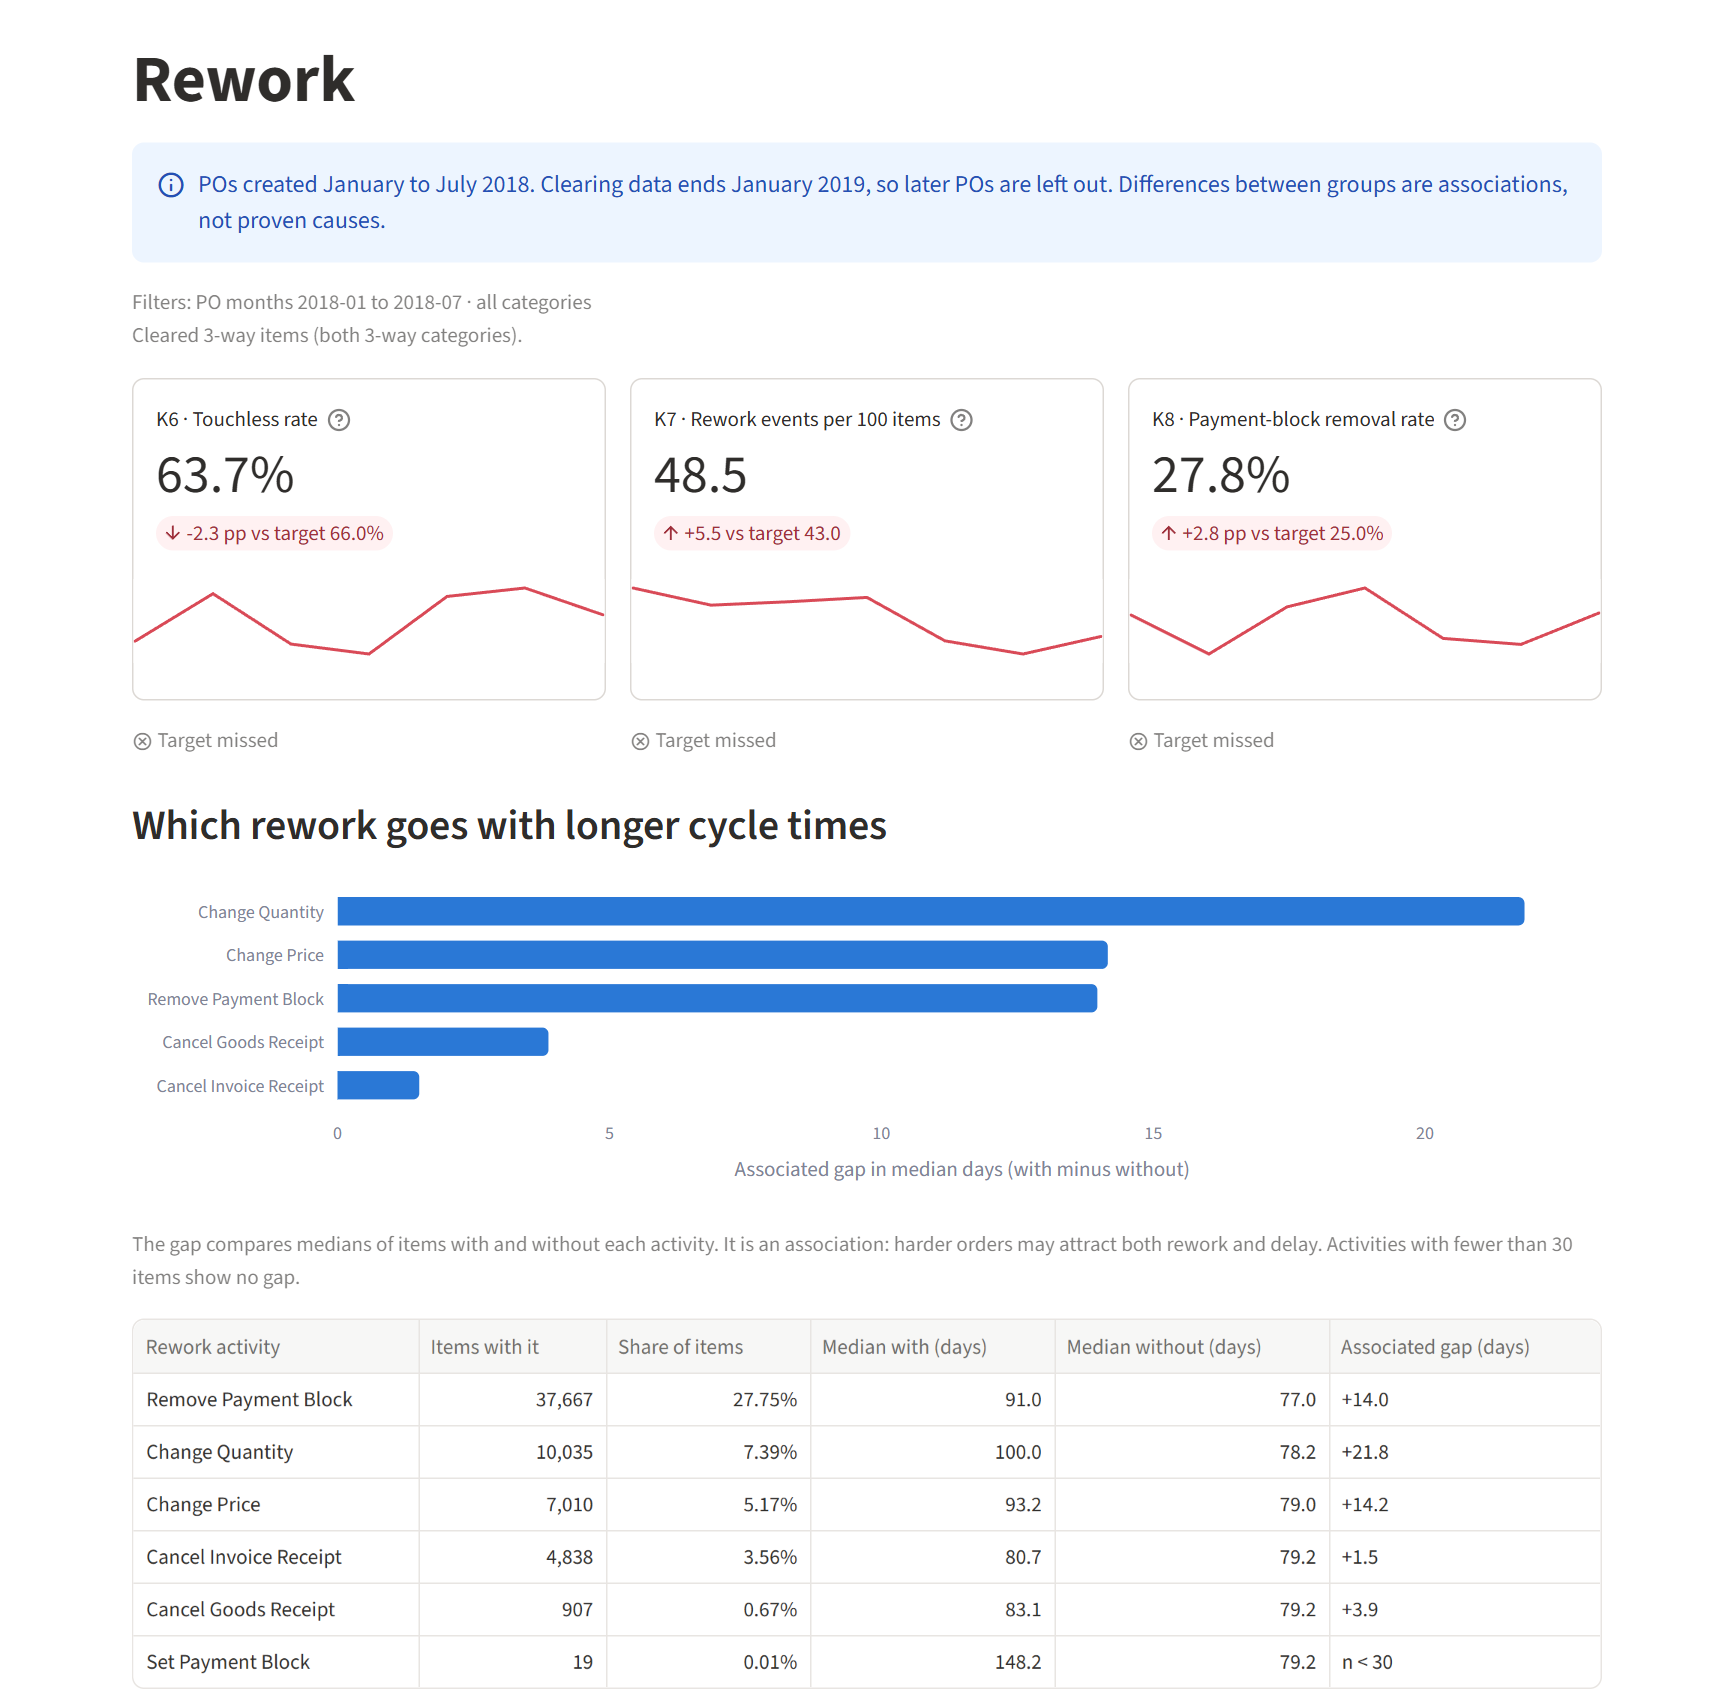 Rework
POs created January to July 2018. Clearing data ends January 2019, so later POs are left out. Differences between groups are associations,
not proven causes.
Filters: PO months 2018-01 to 2018-07 · all categories
Cleared 3-way items (both 3-way categories).
K6 · Touchless rate
63.7%
-2.3 pp vs target 66.0%
Target missed
K7 · Rework events per 100 items
48.5
+5.5 vs target 43.0
Target missed
K8 · Payment-block removal rate
27.8%
+2.8 pp vs target 25.0%
Target missed
Which rework goes with longer cycle times
Change Quantity
Change Price
Remove Payment Block
Cancel Goods Receipt
Cancel Invoice Receipt
0 5 10 15 20
Associated gap in median days (with minus without)
The gap compares medians of items with and without each activity. It is an association: harder orders may attract both rework and delay. Activities with fewer than 30
items show no gap.
Rework activity Items with it Share of items Median with (days) Median without (days) Associated gap (days)
Remove Payment Block 37,667 27.75% 91.0 77.0 +14.0
Change Quantity 10,035 7.39% 100.0 78.2 +21.8
Change Price 7,010 5.17% 93.2 79.0 +14.2
Cancel Invoice Receipt 4,838 3.56% 80.7 79.2 +1.5
Cancel Goods Receipt 907 0.67% 83.1 79.2 +3.9
Set Payment Block 19 0.01% 148.2 79.2 n < 30